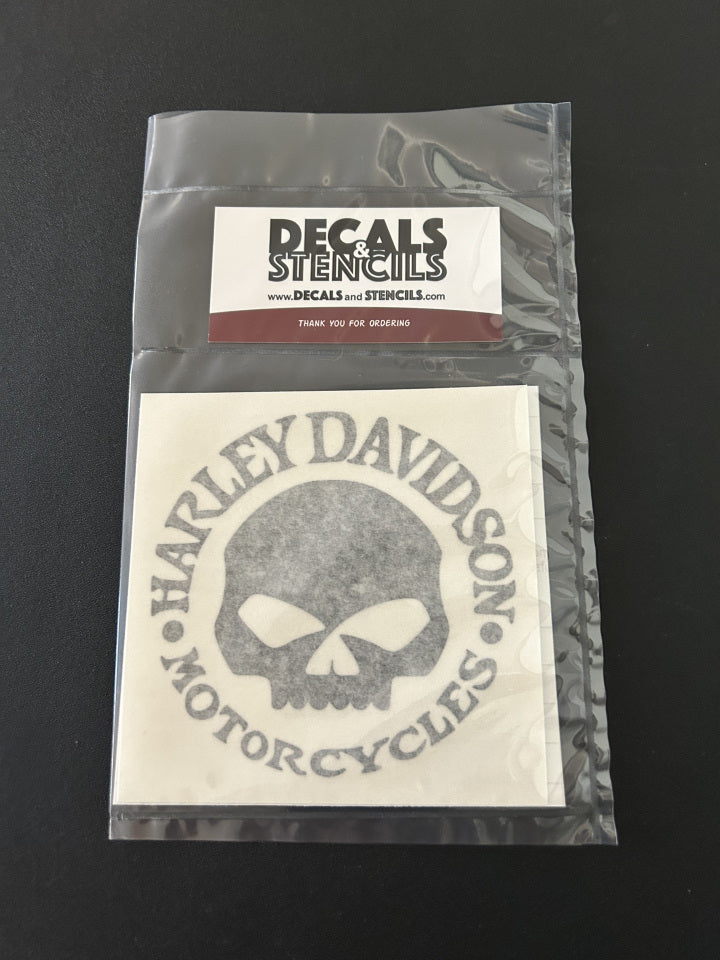 DECALS
&
STENCILS
www.DECALS and STENCILS.com
THANK YOU FOR ORDERING
HARLEY DAVIDSON
MOTORCYCLES